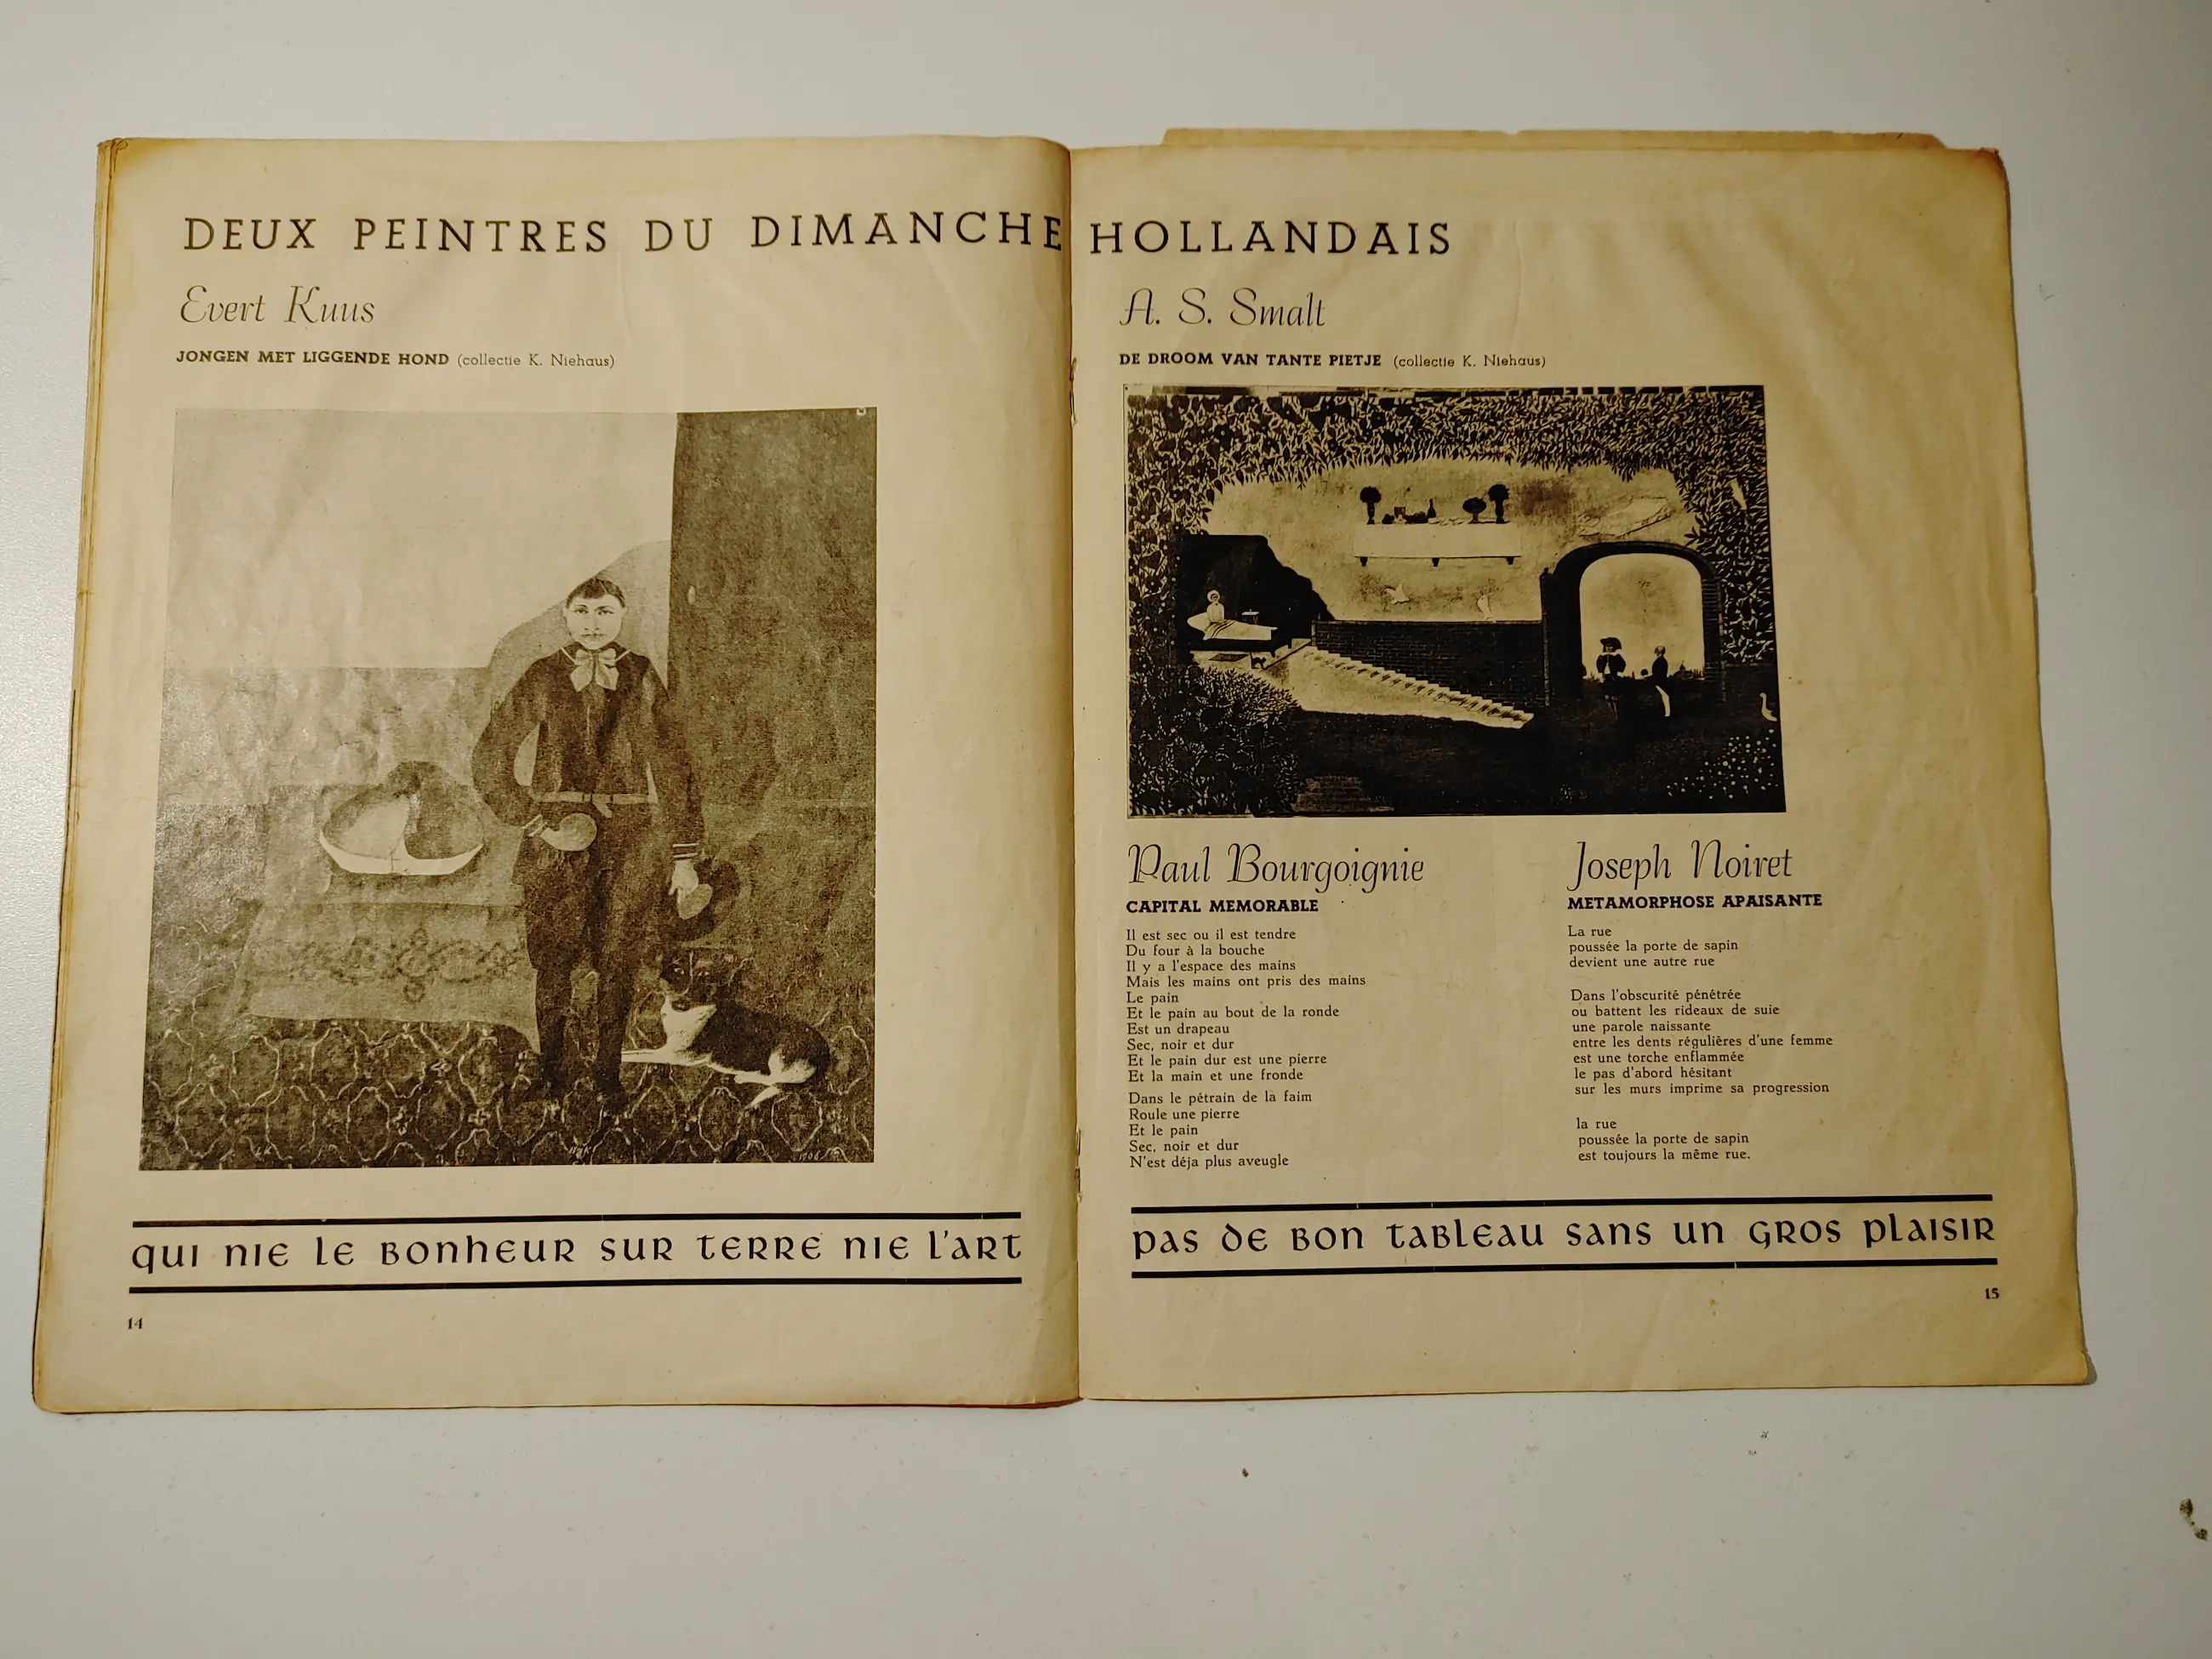 DEUX PEINTRES DU DIMANCHE HOLLANDAIS
Evert Kuus
JONGEN MET LIGGENDE HOND (collectie K. Niehaus)
qui nie le bonheur sur terre nie l'art
14
A. S. Smalt
DE DROOM VAN TANTE PIETJE (collectie K. Niehaus)
Paul Bourgoignie
CAPITAL MEMORABLE
Il est sec ou il est tendre
Du four à la bouche
Il y a l'espace des mains
Mais les mains ont pris des mains
Le pain
Et le pain au bout de la ronde
Est un drapeau
Sec, noir et dur
Et le pain dur est une pierre
Et la main et une fronde
Dans le pétrain de la faim
Roule une pierre
Et le pain
Sec, noir et dur
N'est déja plus aveugle
Joseph Noiret
METAMORPHOSE APAISANTE
La rue
poussée la porte de sapin
devient une autre rue
Dans l'obscurité pénétrée
ou battent les rideaux de suie
une parole naissante
entre les dents régulières d'une femme
est une torche enflammée
le pas d'abord hésitant
sur les murs imprime sa progression
la rue
poussée la porte de sapin
est toujours la même rue.
pas de bon tableau sans un gros plaisir
15